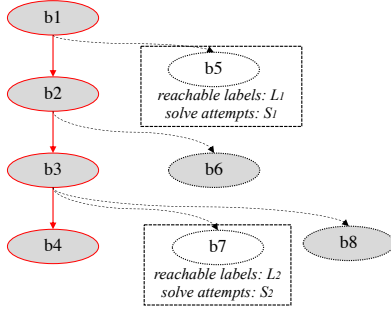 b1
b5
reachable labels: L1
solve attempts: S1
b2
b3
b6
b4
b7
b8
reachable labels: L2
solve attempts: S2